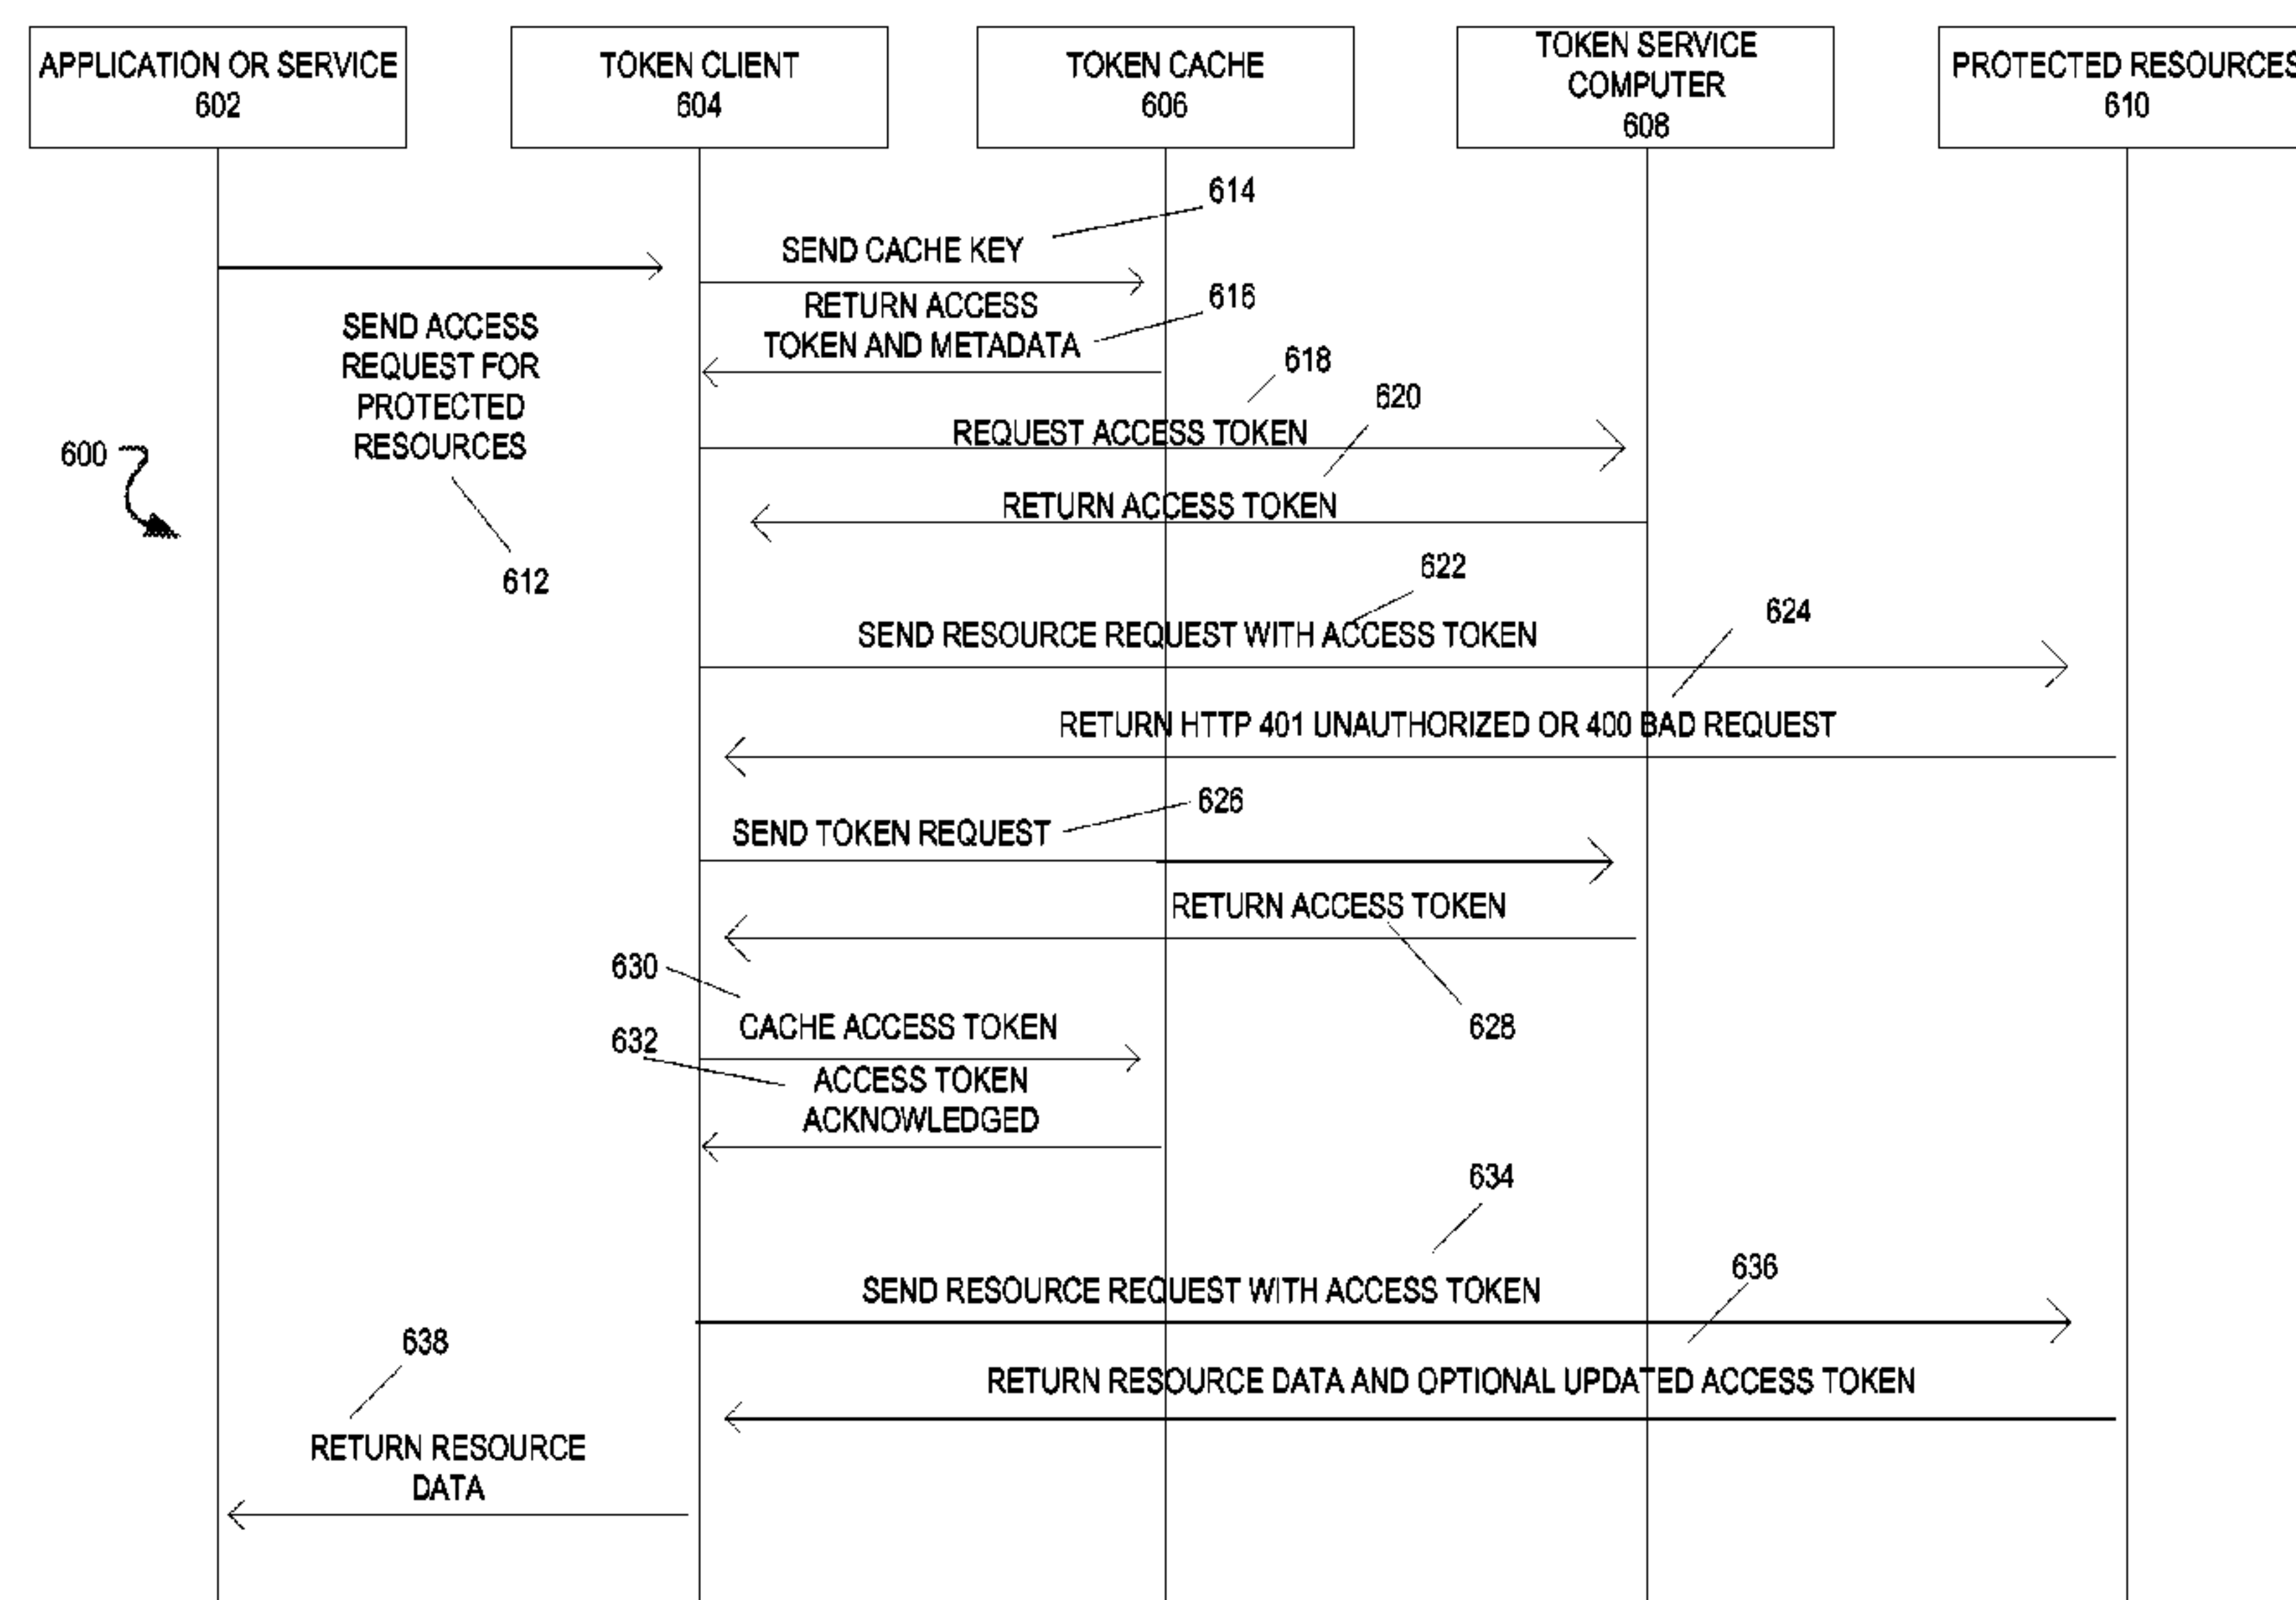 APPLICATION OR SERVICE
602
TOKEN CLIENT
604
TOKEN CACHE
606
TOKEN SERVICE
COMPUTER
608
PROTECTED RESOURCES
610
614
SEND CACHE KEY
RETURN ACCESS
TOKEN AND METADATA
616
SEND ACCESS
REQUEST FOR
PROTECTED
RESOURCES
612
600
618
REQUEST ACCESS TOKEN
620
RETURN ACCESS TOKEN
622
SEND RESOURCE REQUEST WITH ACCESS TOKEN
624
RETURN HTTP 401 UNAUTHORIZED OR 400 BAD REQUEST
626
SEND TOKEN REQUEST
RETURN ACCESS TOKEN
628
630
CACHE ACCESS TOKEN
632
ACCESS TOKEN
ACKNOWLEDGED
634
SEND RESOURCE REQUEST WITH ACCESS TOKEN
636
RETURN RESOURCE DATA AND OPTIONAL UPDATED ACCESS TOKEN
638
RETURN RESOURCE
DATA